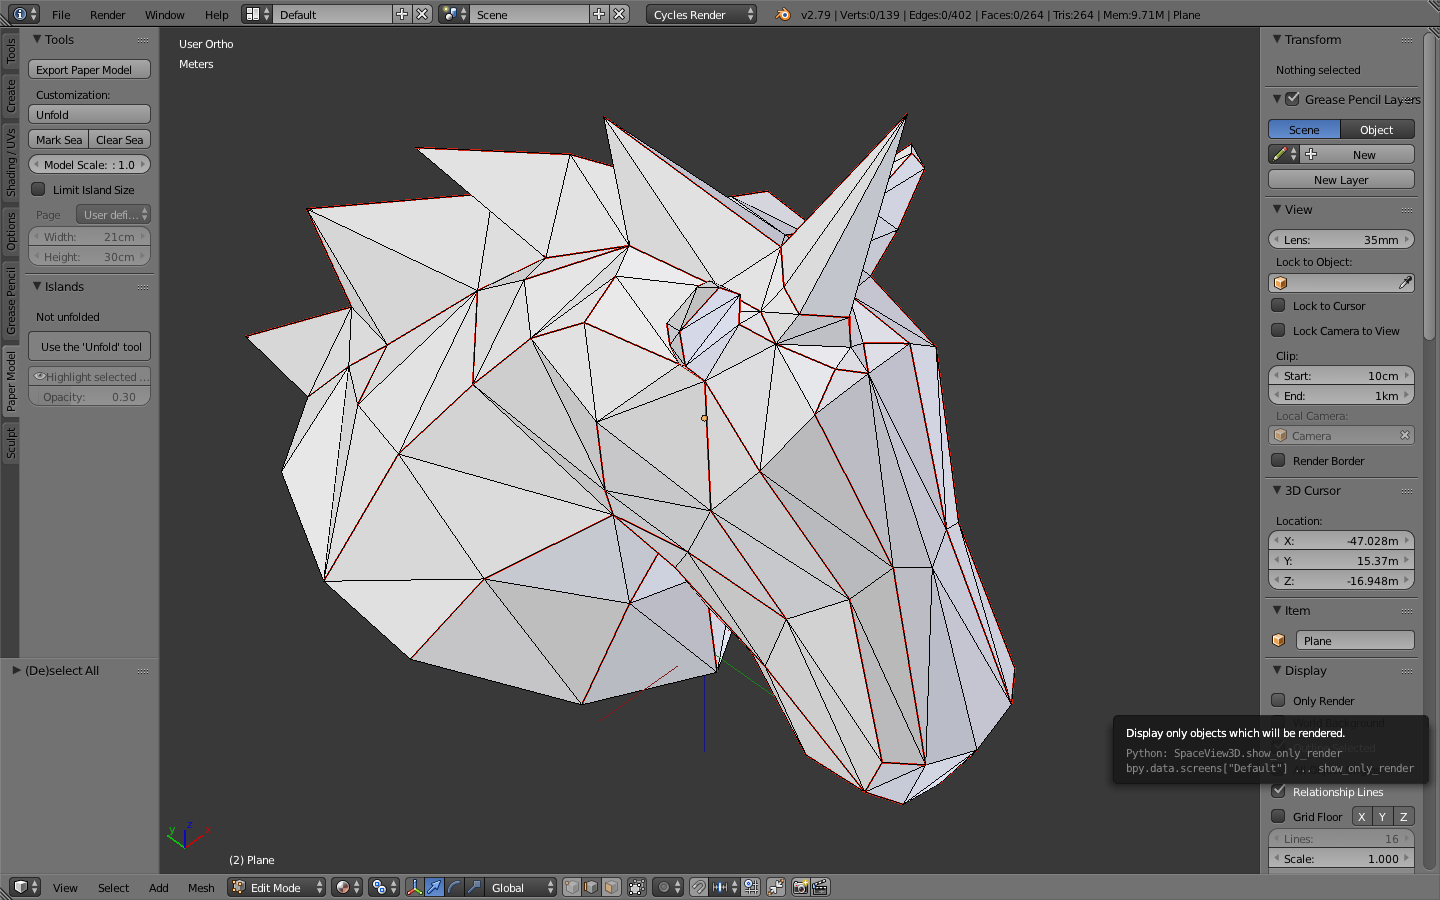 File Render Window Help Default Scene Cycles Render v2.79 | Verts:0/139 | Edges:0/402 | Faces:0/264 | Tris:264 | Mem:9.71M | Plane
Tools
Create
Shading / UVs
Options
Grease Pencil
Paper Model
Sculpt
Tools
Export Paper Model
Customization:
Unfold
Mark Sea Clear Sea
Model Scale: : 1.0
Limit Island Size
Page User defi...
Width: 21cm
Height: 30cm
Islands
Not unfolded
Use the 'Unfold' tool
Highlight selected ...
Opacity: 0.30
(De)select All
User Ortho
Meters
y z x
(2) Plane
Transform
Nothing selected
Grease Pencil Layers
Scene Object
New
New Layer
View
Lens: 35mm
Lock to Object:
Lock to Cursor
Lock Camera to View
Clip:
Start: 10cm
End: 1km
Local Camera:
Camera
Render Border
3D Cursor
Location:
X: -47.028m
Y: 15.37m
Z: -16.948m
Item
Plane
Display
Only Render
World Background
Display only objects which will be rendered.
Python: SpaceView3D.show_only_render
bpy.data.screens["Default"] ... show_only_render
Relationship Lines
Grid Floor X Y Z
Lines: 16
Scale: 1.000
View Select Add Mesh Edit Mode Global